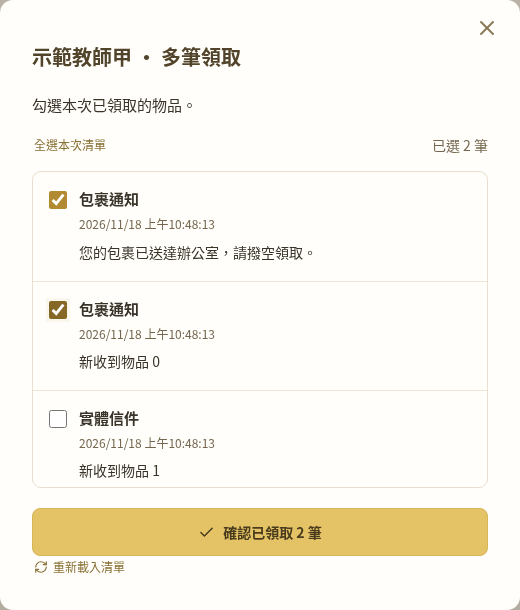 示範教師甲 • 多筆領取
勾選本次已領取的物品。
全選本次清單
已選 2 筆
包裹通知
2026/11/18 上午10:48:13
您的包裹已送達辦公室，請撥空領取。
包裹通知
2026/11/18 上午10:48:13
新收到物品 0
實體信件
2026/11/18 上午10:48:13
新收到物品 1
確認已領取 2 筆
重新載入清單